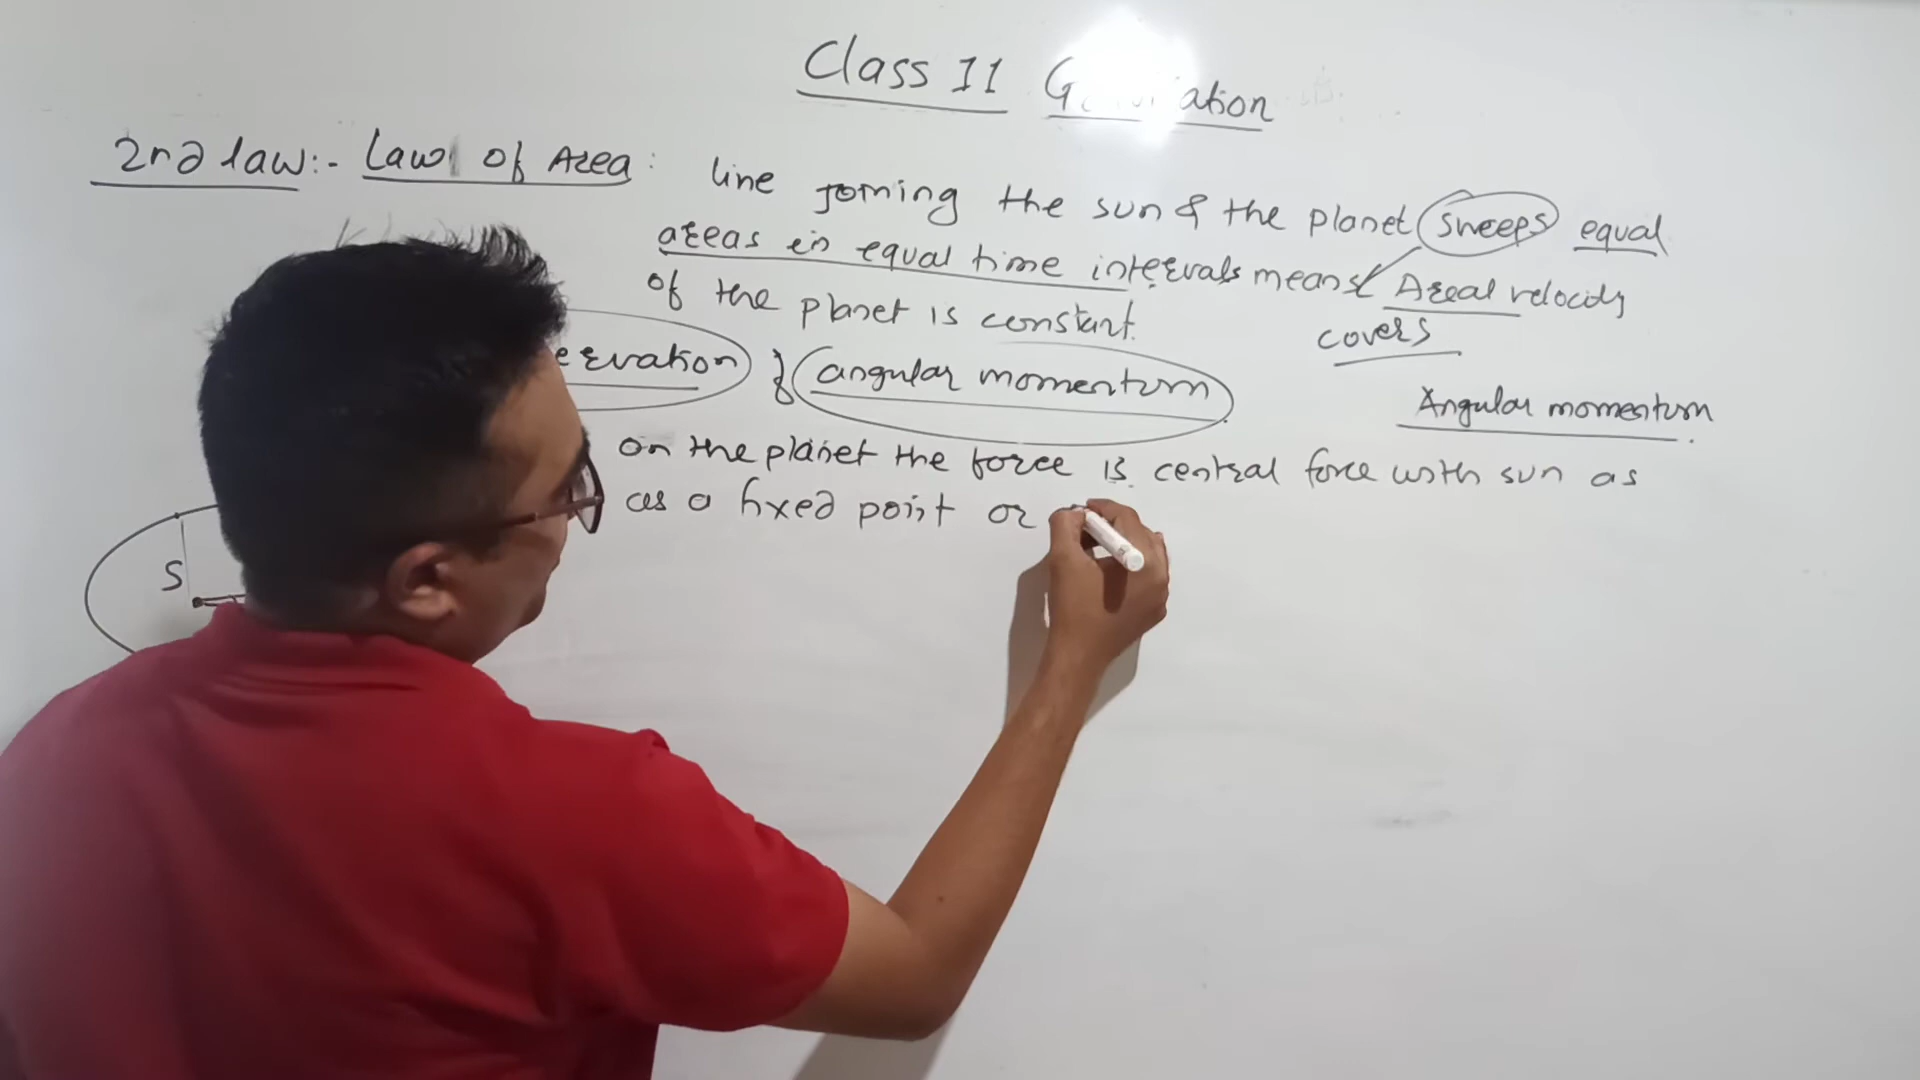 Class 11 Gravitation
2nd law:- Law of Area:
line joining the sun & the planet sweeps equal
areas in equal time intervals means Areal velocity
of the planet is constant.
covers
ervation of angular momentum
Angular momentum
on the planet the force is central force with sun as
as a fixed point or
S